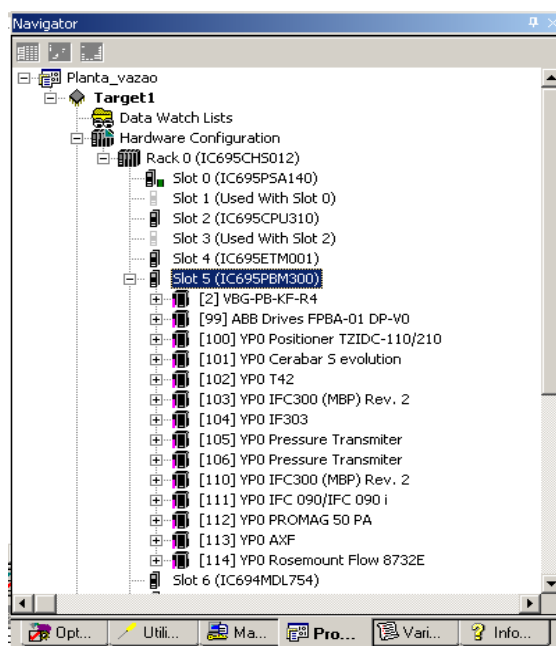 Navigator
Planta_vazao
Target1
Data Watch Lists
Hardware Configuration
Rack 0 (IC695CHS012)
Slot 0 (IC695PSA140)
Slot 1 (Used With Slot 0)
Slot 2 (IC695CPU310)
Slot 3 (Used With Slot 2)
Slot 4 (IC695ETM001)
Slot 5 (IC695PBM300)
[2] VBG-PB-KF-R4
[99] ABB Drives FPBA-01 DP-V0
[100] YP0 Positioner TZIDC-110/210
[101] YP0 Cerabar S evolution
[102] YP0 T42
[103] YP0 IFC300 (MBP) Rev. 2
[104] YP0 IF303
[105] YP0 Pressure Transmiter
[106] YP0 Pressure Transmiter
[110] YP0 IFC300 (MBP) Rev. 2
[111] YP0 IFC 090/IFC 090 i
[112] YP0 PROMAG 50 PA
[113] YP0 AXF
[114] YP0 Rosemount Flow 8732E
Slot 6 (IC694MDL754)
Opt... Utili... Ma... Pro... Vari... Info...